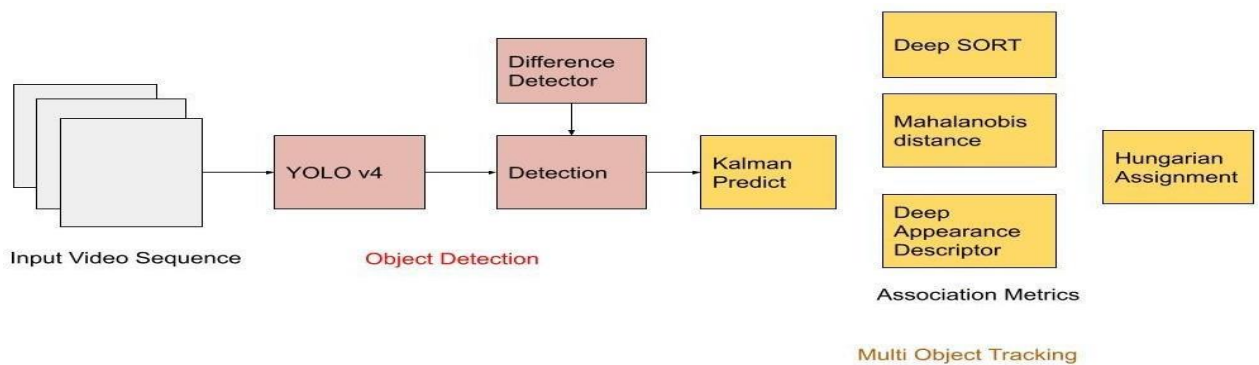 Input Video Sequence
YOLO v4
Difference
Detector
Detection
Object Detection
Kalman
Predict
Deep SORT
Mahalanobis
distance
Deep
Appearance
Descriptor
Association Metrics
Hungarian
Assignment
Multi Object Tracking